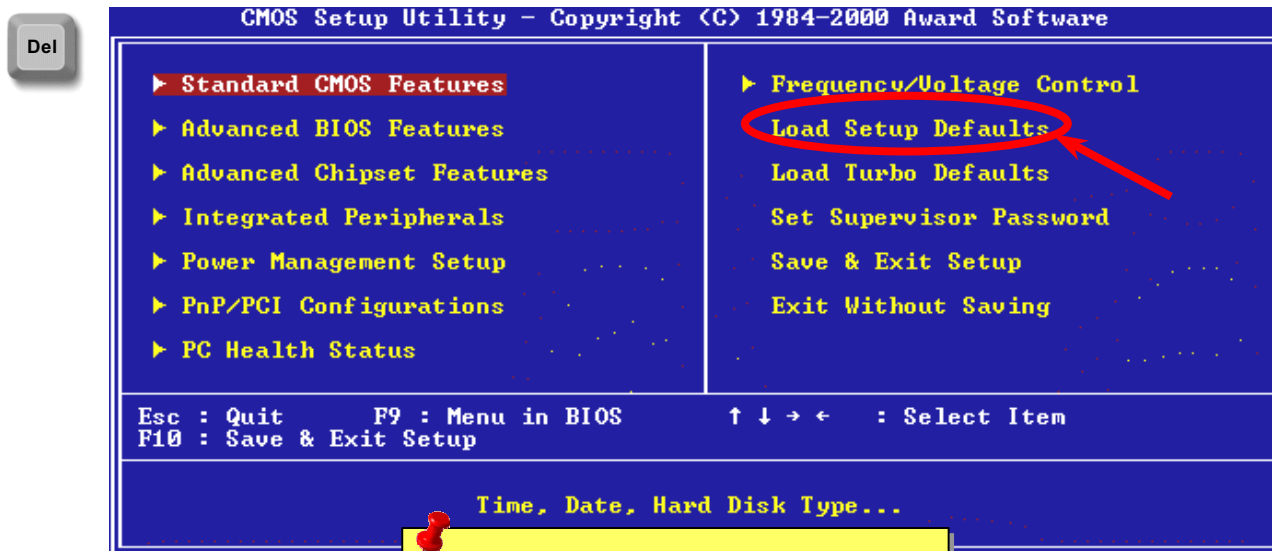 Del
CMOS Setup Utility – Copyright (C) 1984–2000 Award Software
Standard CMOS Features
Advanced BIOS Features
Advanced Chipset Features
Integrated Peripherals
Power Management Setup
PnP/PCI Configurations
PC Health Status
Frequency/Voltage Control
Load Setup Defaults
Load Turbo Defaults
Set Supervisor Password
Save & Exit Setup
Exit Without Saving
Esc : Quit F9 : Menu in BIOS ↑ ↓ → ← : Select Item
F10 : Save & Exit Setup
Time, Date, Hard Disk Type...